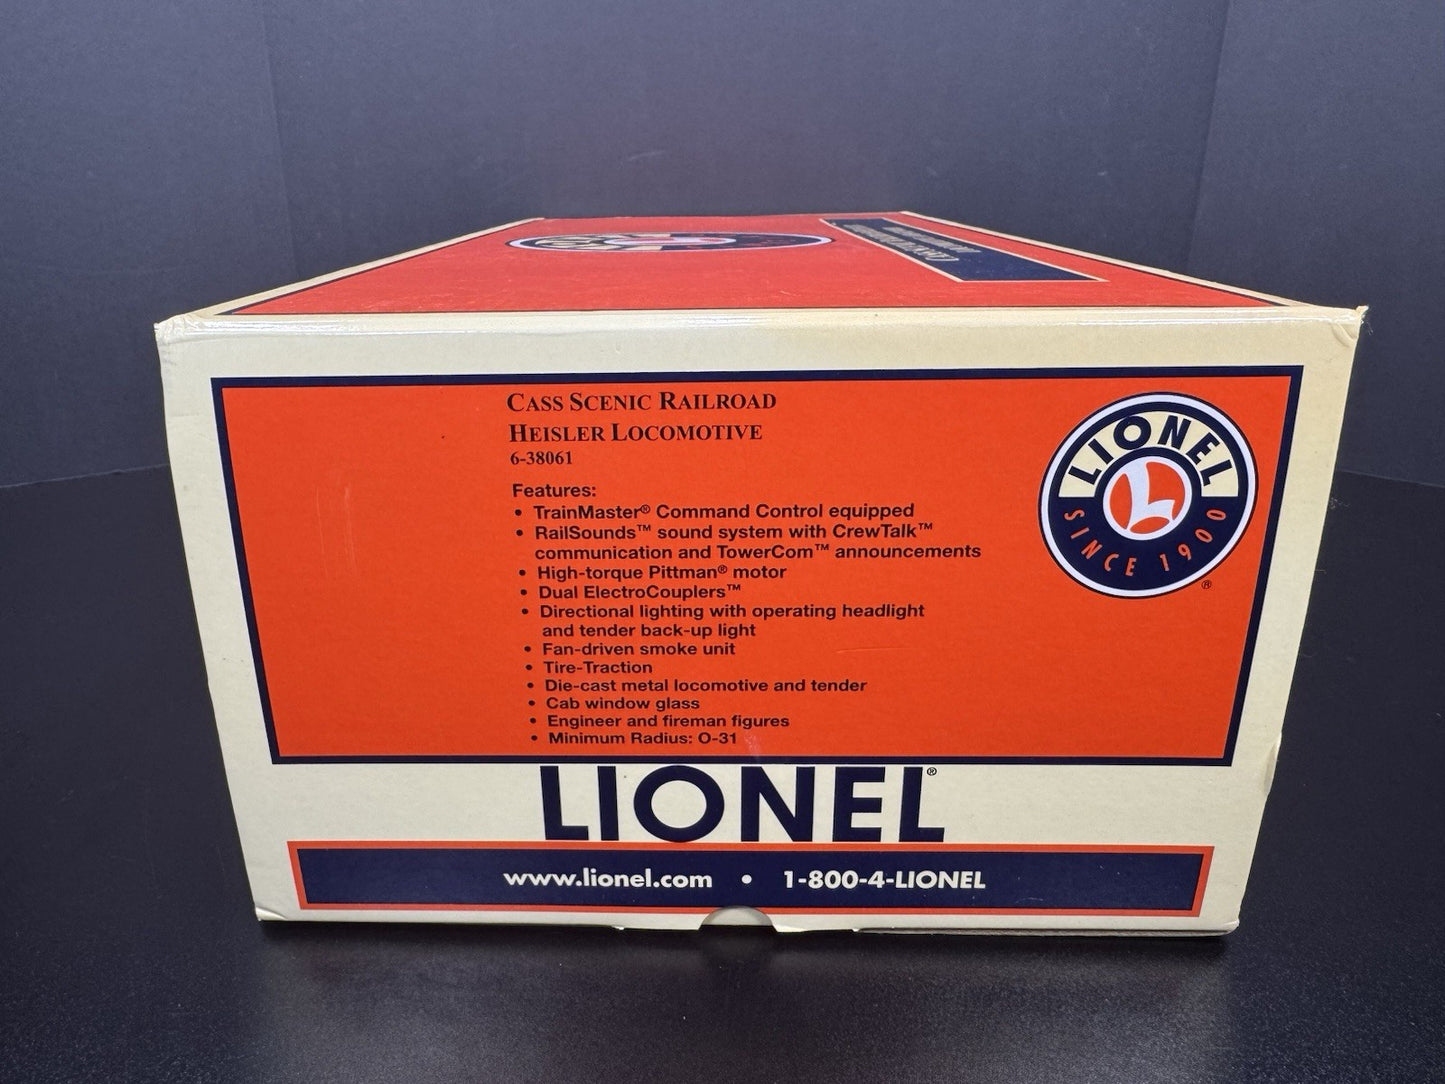 CASS SCENIC RAILROAD
HEISLER LOCOMOTIVE
6-38061
Features:
• TrainMaster® Command Control equipped
• RailSounds™ sound system with CrewTalk™
communication and TowerCom™ announcements
• High-torque Pittman® motor
• Dual ElectroCouplers™
• Directional lighting with operating headlight
and tender back-up light
• Fan-driven smoke unit
• Tire-Traction
• Die-cast metal locomotive and tender
• Cab window glass
• Engineer and fireman figures
• Minimum Radius: O-31
LIONEL
L
SINCE 1900
®
LIONEL®
www.lionel.com • 1-800-4-LIONEL